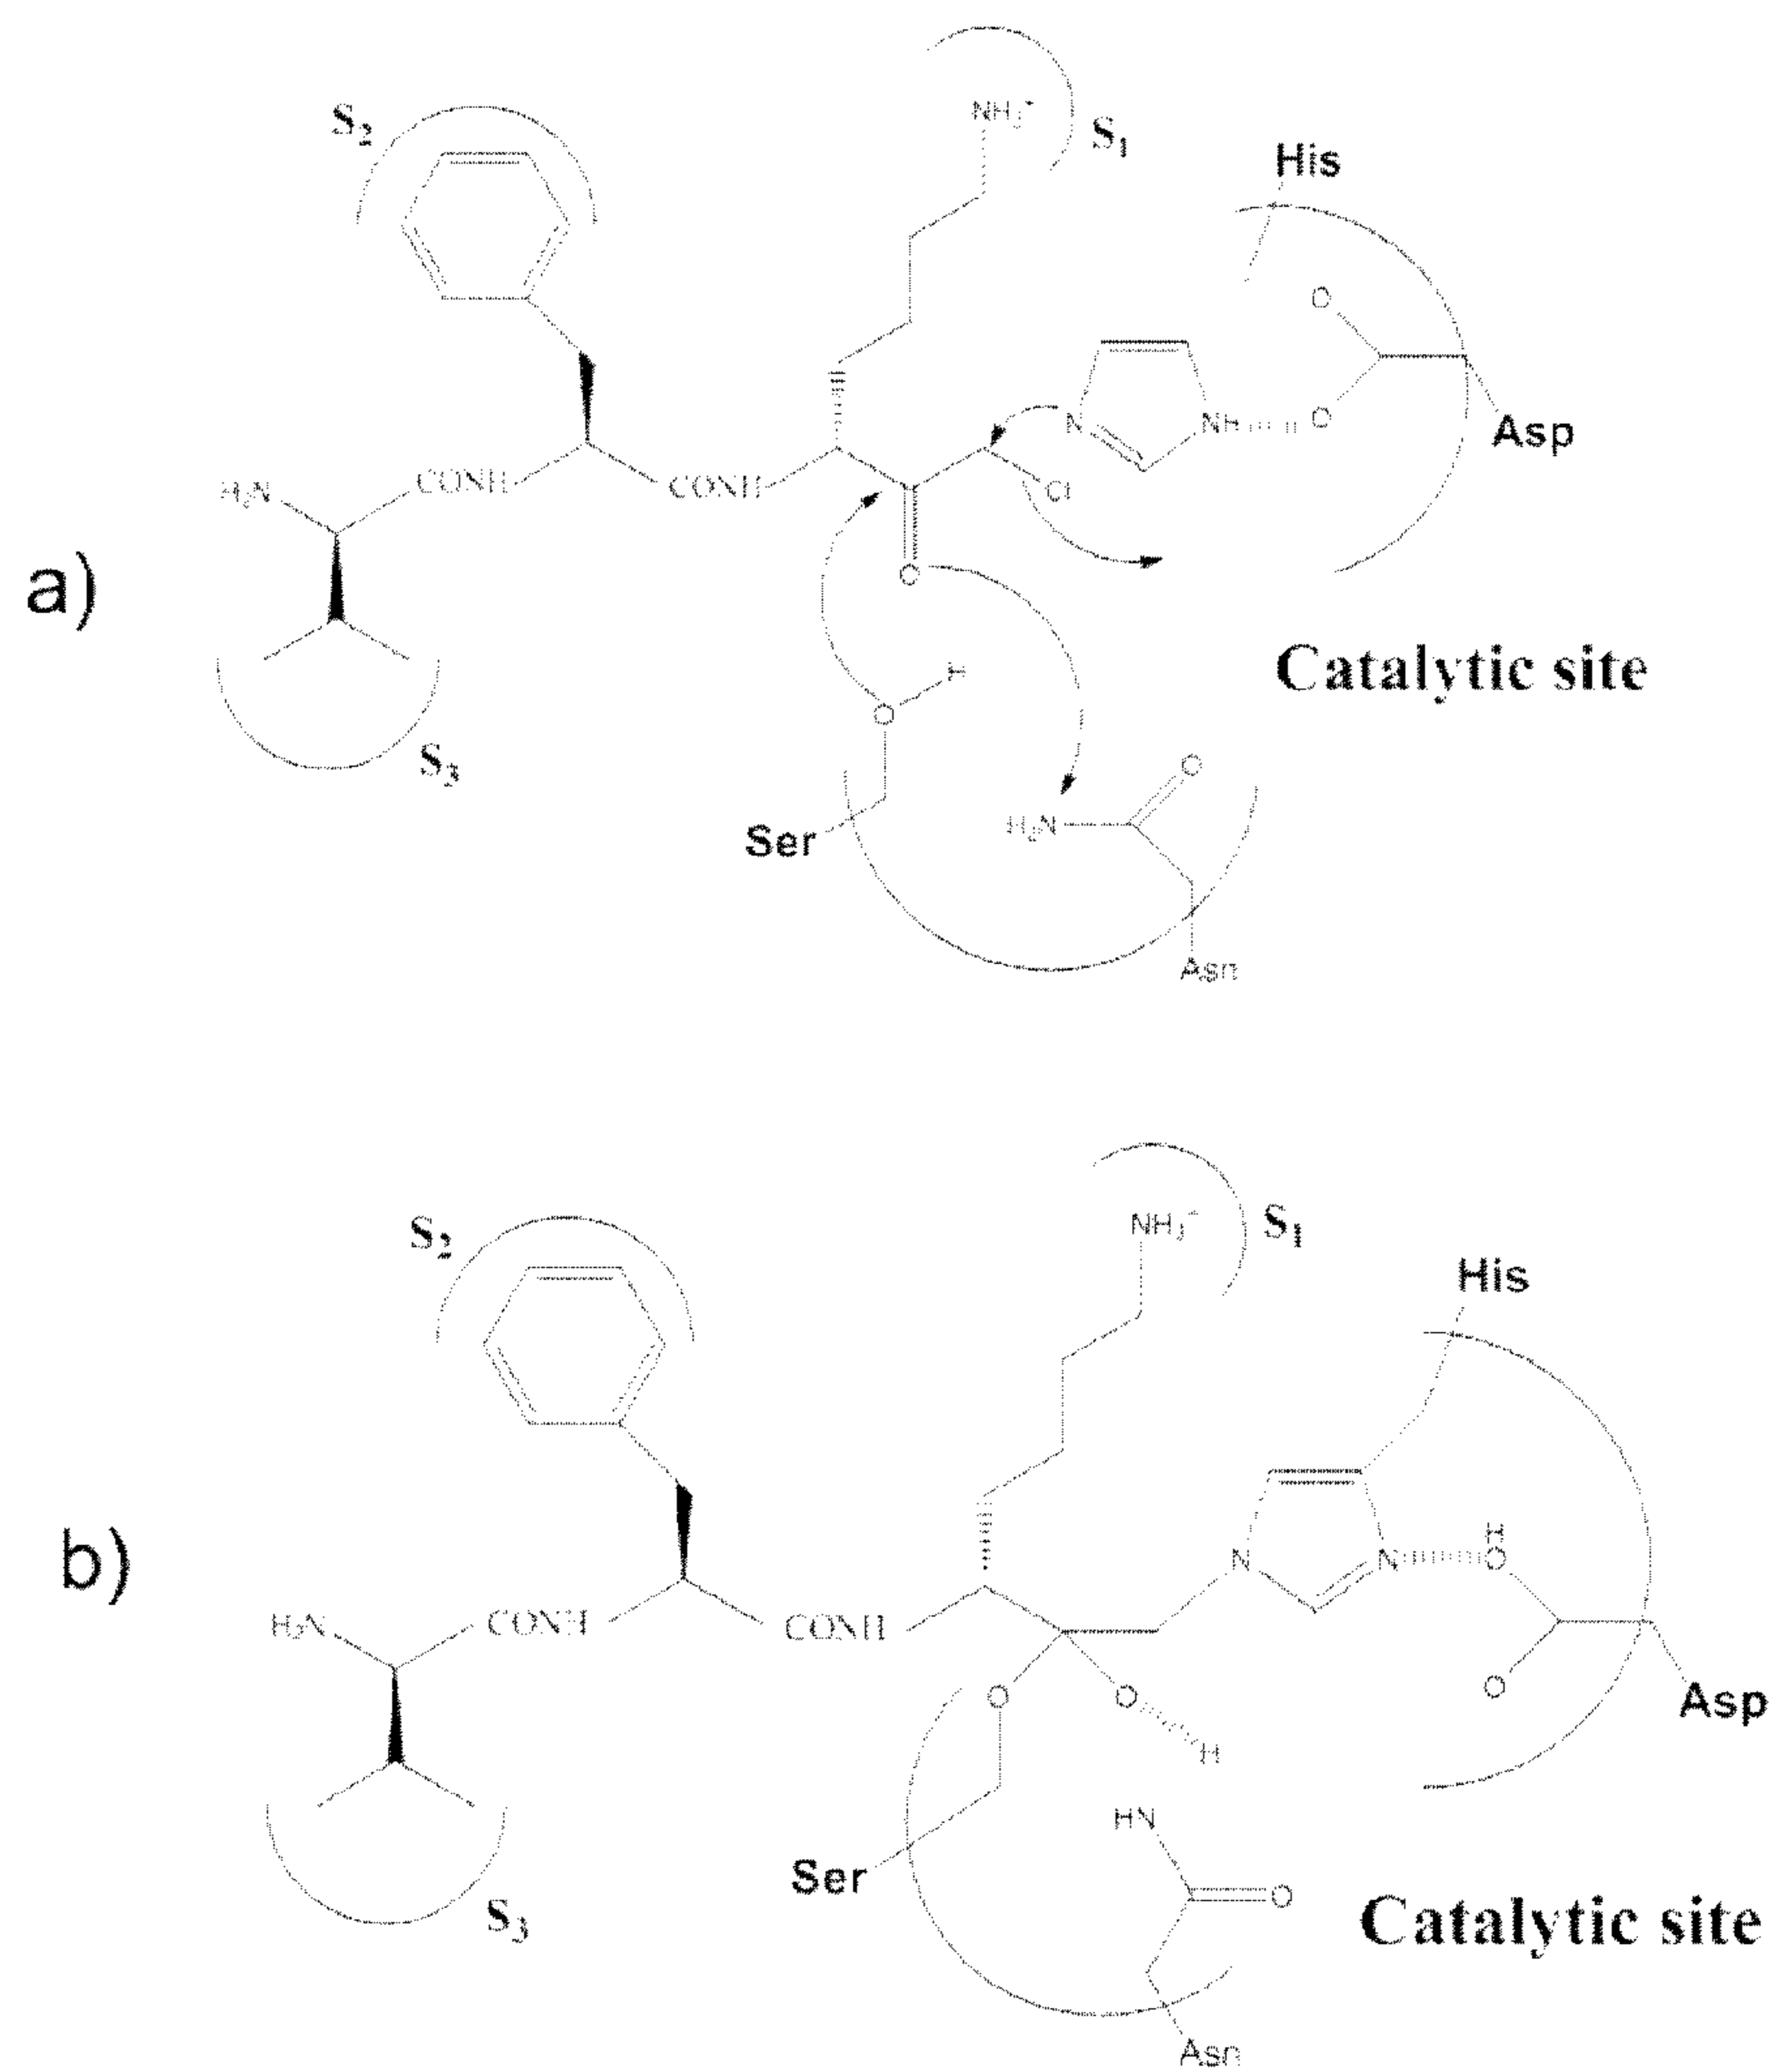 S₂
NH₃⁺
S₁
His
O
N
NH
O
Asp
H₂N
CONH
CONH
Cl
O
a)
H
Catalytic site
O
S₃
O
Ser
H₂N
Asn
S₂
NH₃⁺
S₁
His
b)
N
N
H
O
H₂N
CONH
CONH
O
O
O
Asp
H
HN
Ser
O
S₃
Catalytic site
Asn